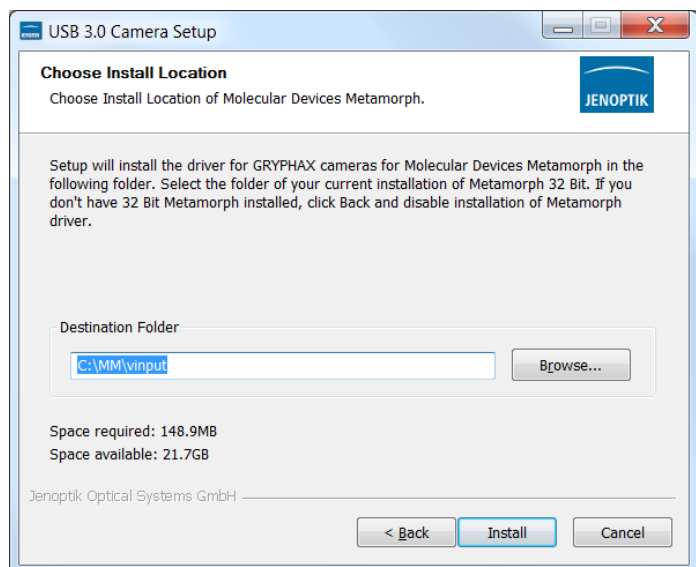 USB 3.0 Camera Setup
Choose Install Location
Choose Install Location of Molecular Devices Metamorph.
JENOPTIK
Setup will install the driver for GRYPHAX cameras for Molecular Devices Metamorph in the
following folder. Select the folder of your current installation of Metamorph 32 Bit. If you
don't have 32 Bit Metamorph installed, click Back and disable installation of Metamorph
driver.
Destination Folder
C:\MM\vinput
Browse...
Space required: 148.9MB
Space available: 21.7GB
Jenoptik Optical Systems GmbH
< Back
Install
Cancel